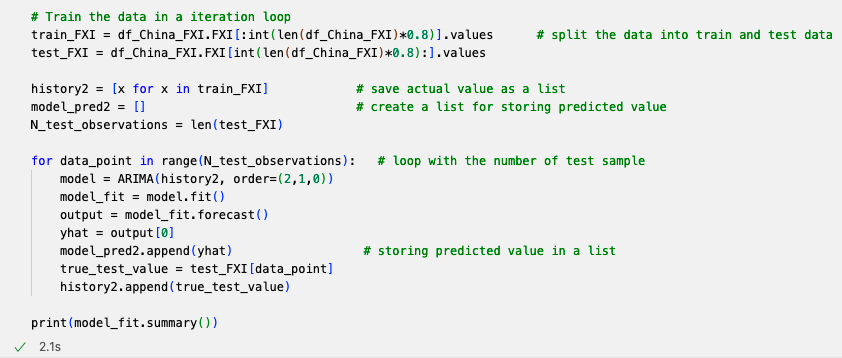 # Train the data in a iteration loop
train_FXI = df_China_FXI.FXI[:int(len(df_China_FXI)*0.8)].values      # split the data into train and test data
test_FXI = df_China_FXI.FXI[int(len(df_China_FXI)*0.8):].values
history2 = [x for x in train_FXI]            # save actual value as a list
model_pred2 = []                             # create a list for storing predicted value
N_test_observations = len(test_FXI)
for data_point in range(N_test_observations):   # loop with the number of test sample
    model = ARIMA(history2, order=(2,1,0))
    model_fit = model.fit()
    output = model_fit.forecast()
    yhat = output[0]
    model_pred2.append(yhat)                  # storing predicted value in a list
    true_test_value = test_FXI[data_point]
    history2.append(true_test_value)
print(model_fit.summary())
✓ 2.1s